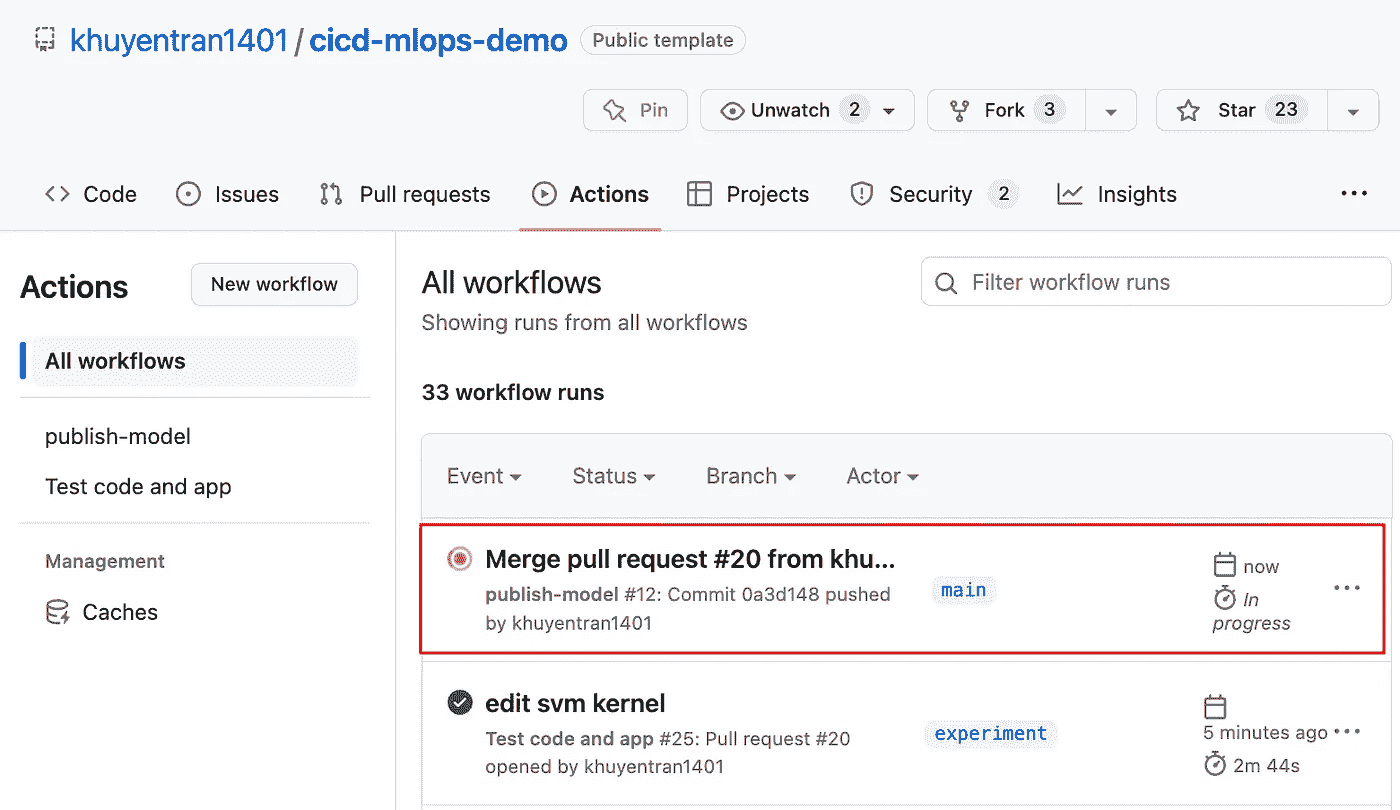 khuyentran1401 / cicd-mlops-demo Public template
Pin Unwatch 2 Fork 3 Star 23
Code Issues Pull requests Actions Projects Security 2 Insights
Actions
New workflow
All workflows
publish-model
Test code and app
Management
Caches
All workflows
Filter workflow runs
Showing runs from all workflows
33 workflow runs
Event Status Branch Actor
Merge pull request #20 from khu...
publish-model #12: Commit 0a3d148 pushed
by khuyentran1401
main
now
In
progress
edit svm kernel
Test code and app #25: Pull request #20
opened by khuyentran1401
experiment
5 minutes ago
2m 44s